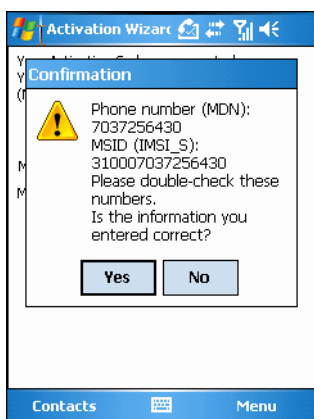 Activation Wizarc
Confirmation
Phone number (MDN):
7037256430
MSID (IMSI_S):
310007037256430
Please double-check these
numbers.
Is the information you
entered correct?
Yes No
Contacts Menu